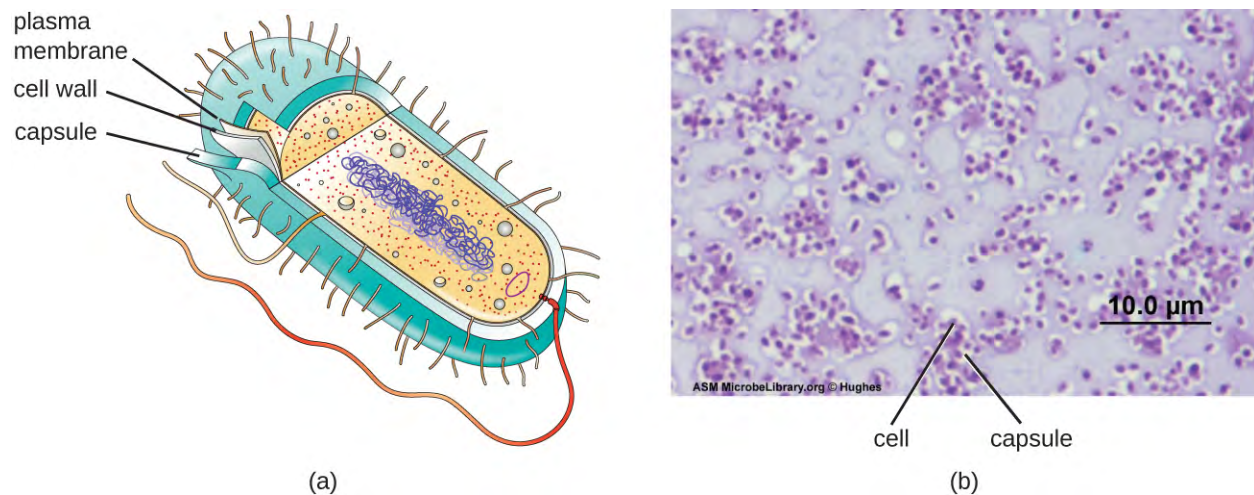 plasma
membrane
cell wall
capsule
(a)
10.0 µm
ASM MicrobeLibrary.org © Hughes
cell
capsule
(b)